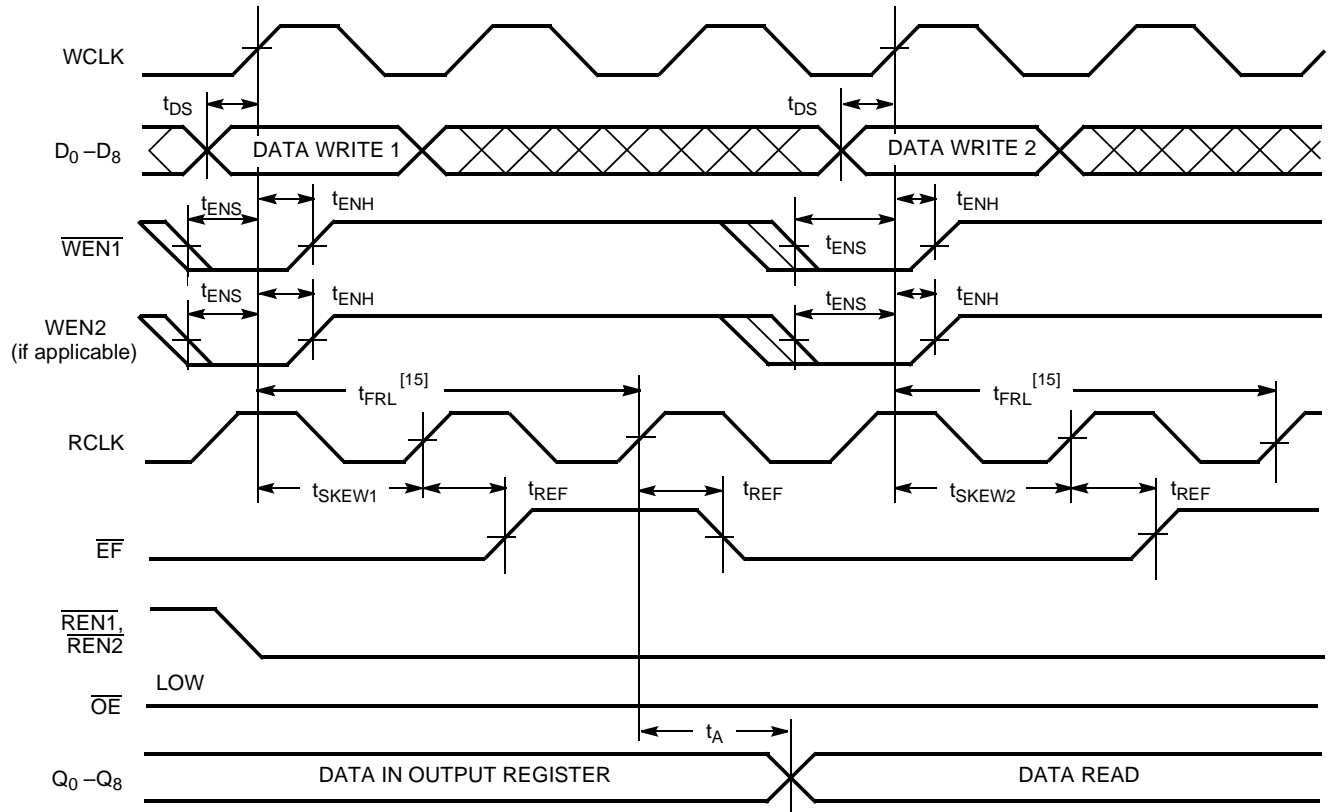 WCLK
tDS tDS
D0 –D8 DATA WRITE 1 DATA WRITE 2
tENS tENH tENH
WEN1 tENS
tENS tENH tENS tENH
WEN2
(if applicable)
tFRL [15] tFRL [15]
RCLK
tSKEW1 tREF tREF tSKEW2 tREF
EF
REN1,
REN2
LOW
OE
tA
Q0 –Q8 DATA IN OUTPUT REGISTER DATA READ